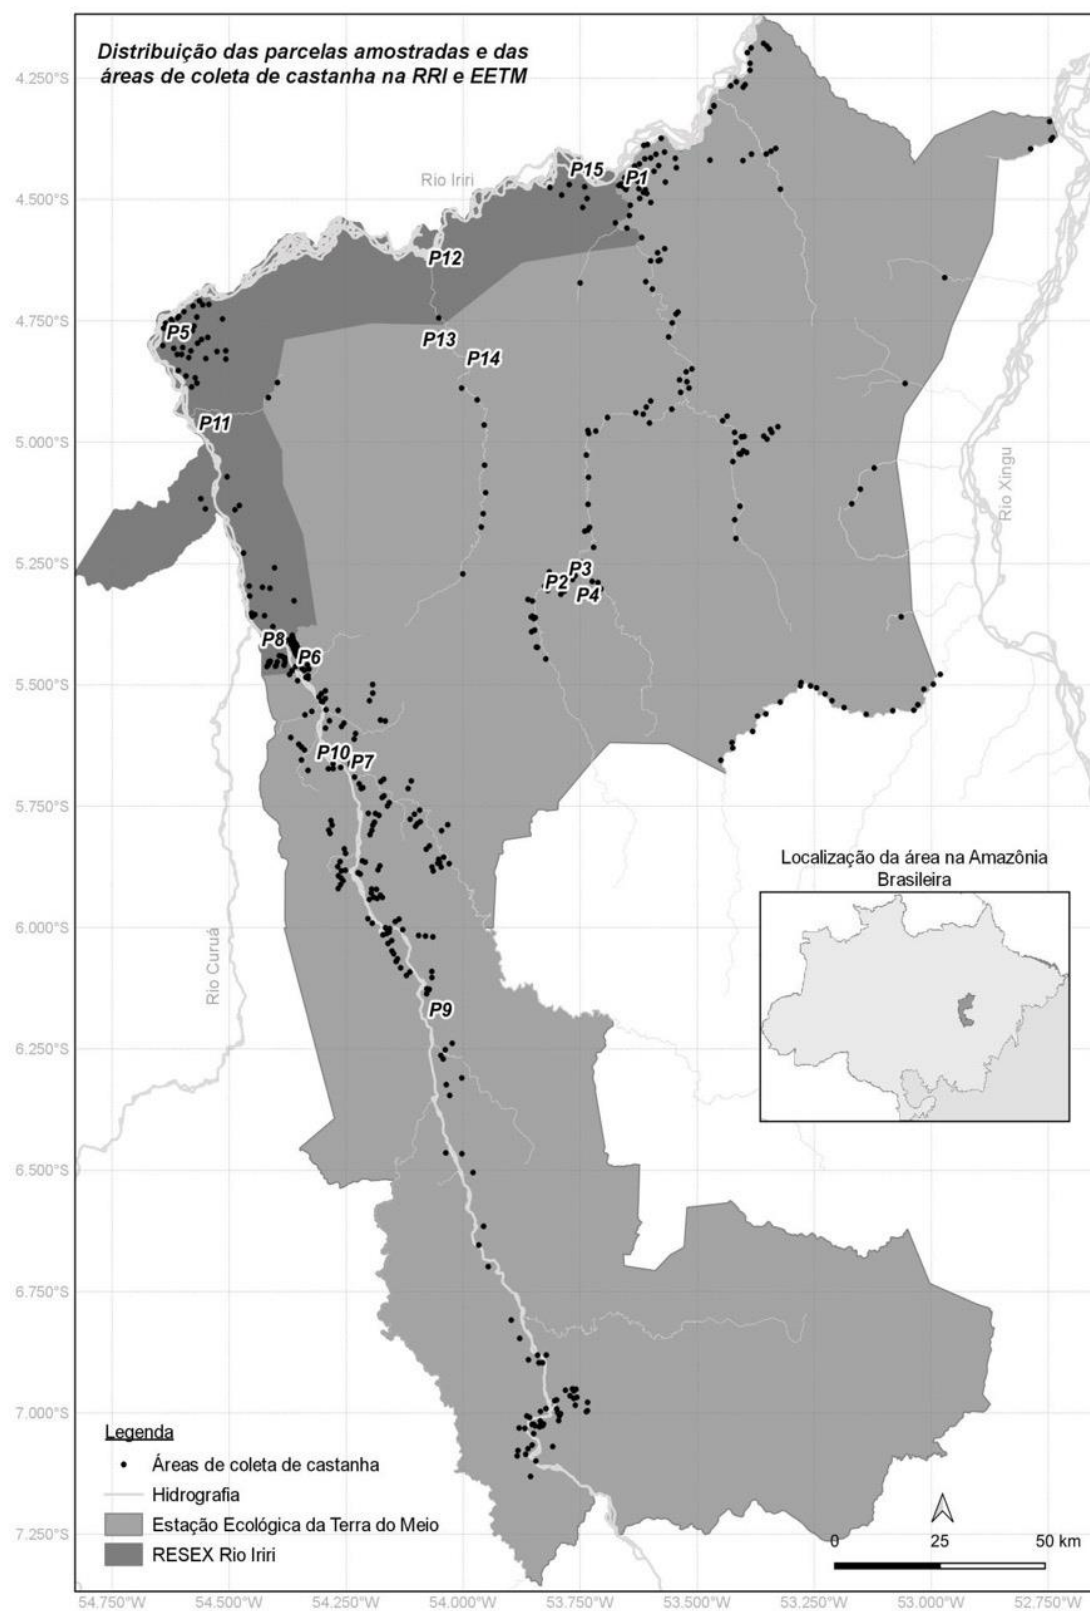 Distribuição das parcelas amostradas e das
áreas de coleta de castanha na RRI e EETM
4.250°S
4.500°S
4.750°S
5.000°S
5.250°S
5.500°S
5.750°S
6.000°S
6.250°S
6.500°S
6.750°S
7.000°S
7.250°S
Rio Iriri
P15
P1
P12
P5
P13
P14
P11
Rio Xingu
P3
P2
P4
P8
P6
P10
P7
Rio Curuá
P9
Localização da área na Amazônia
Brasileira
Legenda
Áreas de coleta de castanha
Hidrografia
Estação Ecológica da Terra do Meio
RESEX Rio Iriri
0 25 50 km
54.750°W 54.500°W 54.250°W 54.000°W 53.750°W 53.500°W 53.250°W 53.000°W 52.750°W